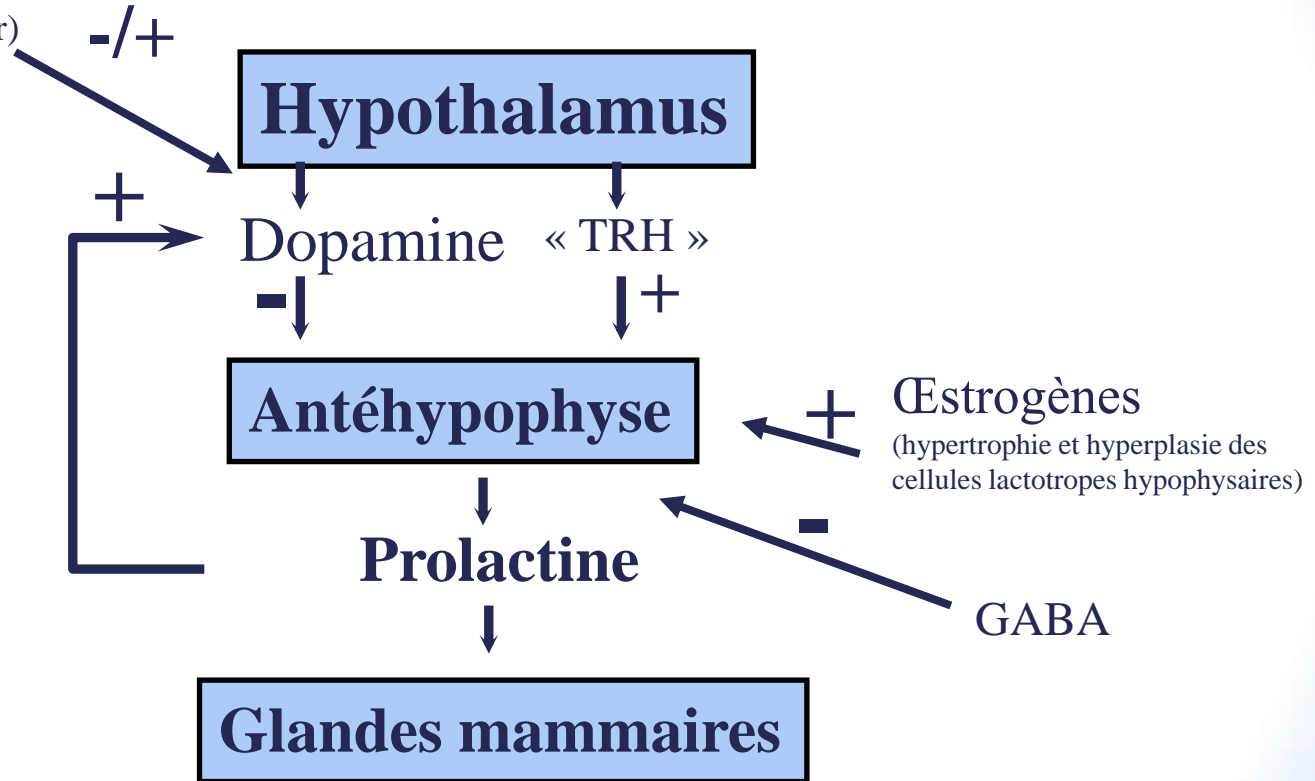 r)
-/+
Hypothalamus
+
Dopamine
« TRH »
-
+
Antéhypophyse
+
Œstrogènes
(hypertrophie et hyperplasie des
cellules lactotropes hypophysaires)
-
Prolactine
GABA
Glandes mammaires